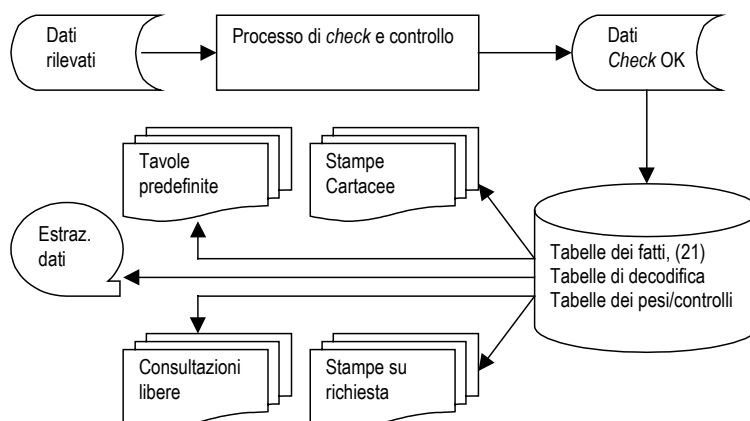 Dati
rilevati
Processo di check e controllo
Dati
Check OK
Tavole
predefinite
Stampe
Cartacee
Estraz.
dati
Tabelle dei fatti, (21)
Tabelle di decodifica
Tabelle dei pesi/controlli
Consultazioni
libere
Stampe su
richiesta